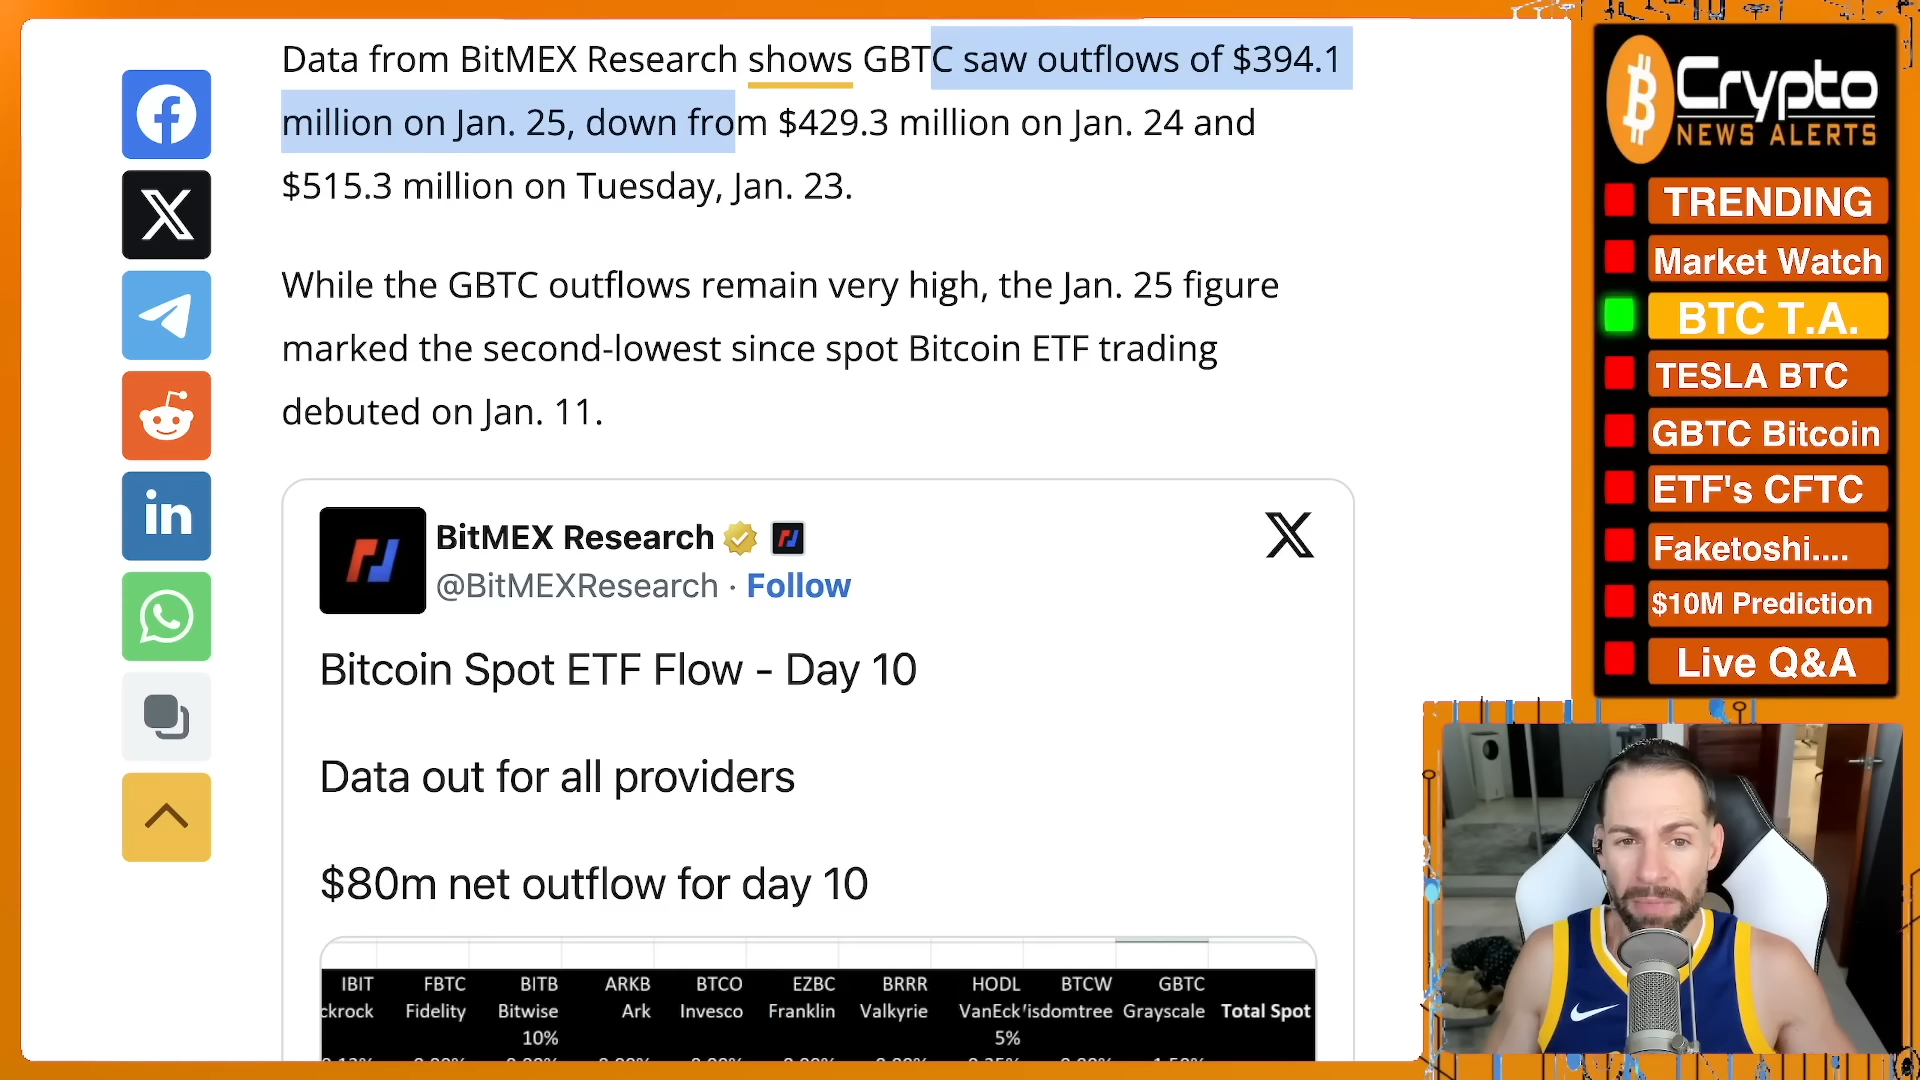 Data from BitMEX Research shows GBTC saw outflows of $394.1
million on Jan. 25, down from $429.3 million on Jan. 24 and
$515.3 million on Tuesday, Jan. 23.
While the GBTC outflows remain very high, the Jan. 25 figure
marked the second-lowest since spot Bitcoin ETF trading
debuted on Jan. 11.
BitMEX Research
@BitMEXResearch · Follow
Bitcoin Spot ETF Flow - Day 10
Data out for all providers
$80m net outflow for day 10
IBIT FBTC BITB ARKB BTCO EZBC BRRR HODL BTCW GBTC
ckrock Fidelity Bitwise Ark Invesco Franklin Valkyrie VanEck isdomtree Grayscale Total Spot
10% 5%
Crypto
NEWS ALERTS
TRENDING
Market Watch
BTC T.A.
TESLA BTC
GBTC Bitcoin
ETF's CFTC
Faketoshi....
$10M Prediction
Live Q&A